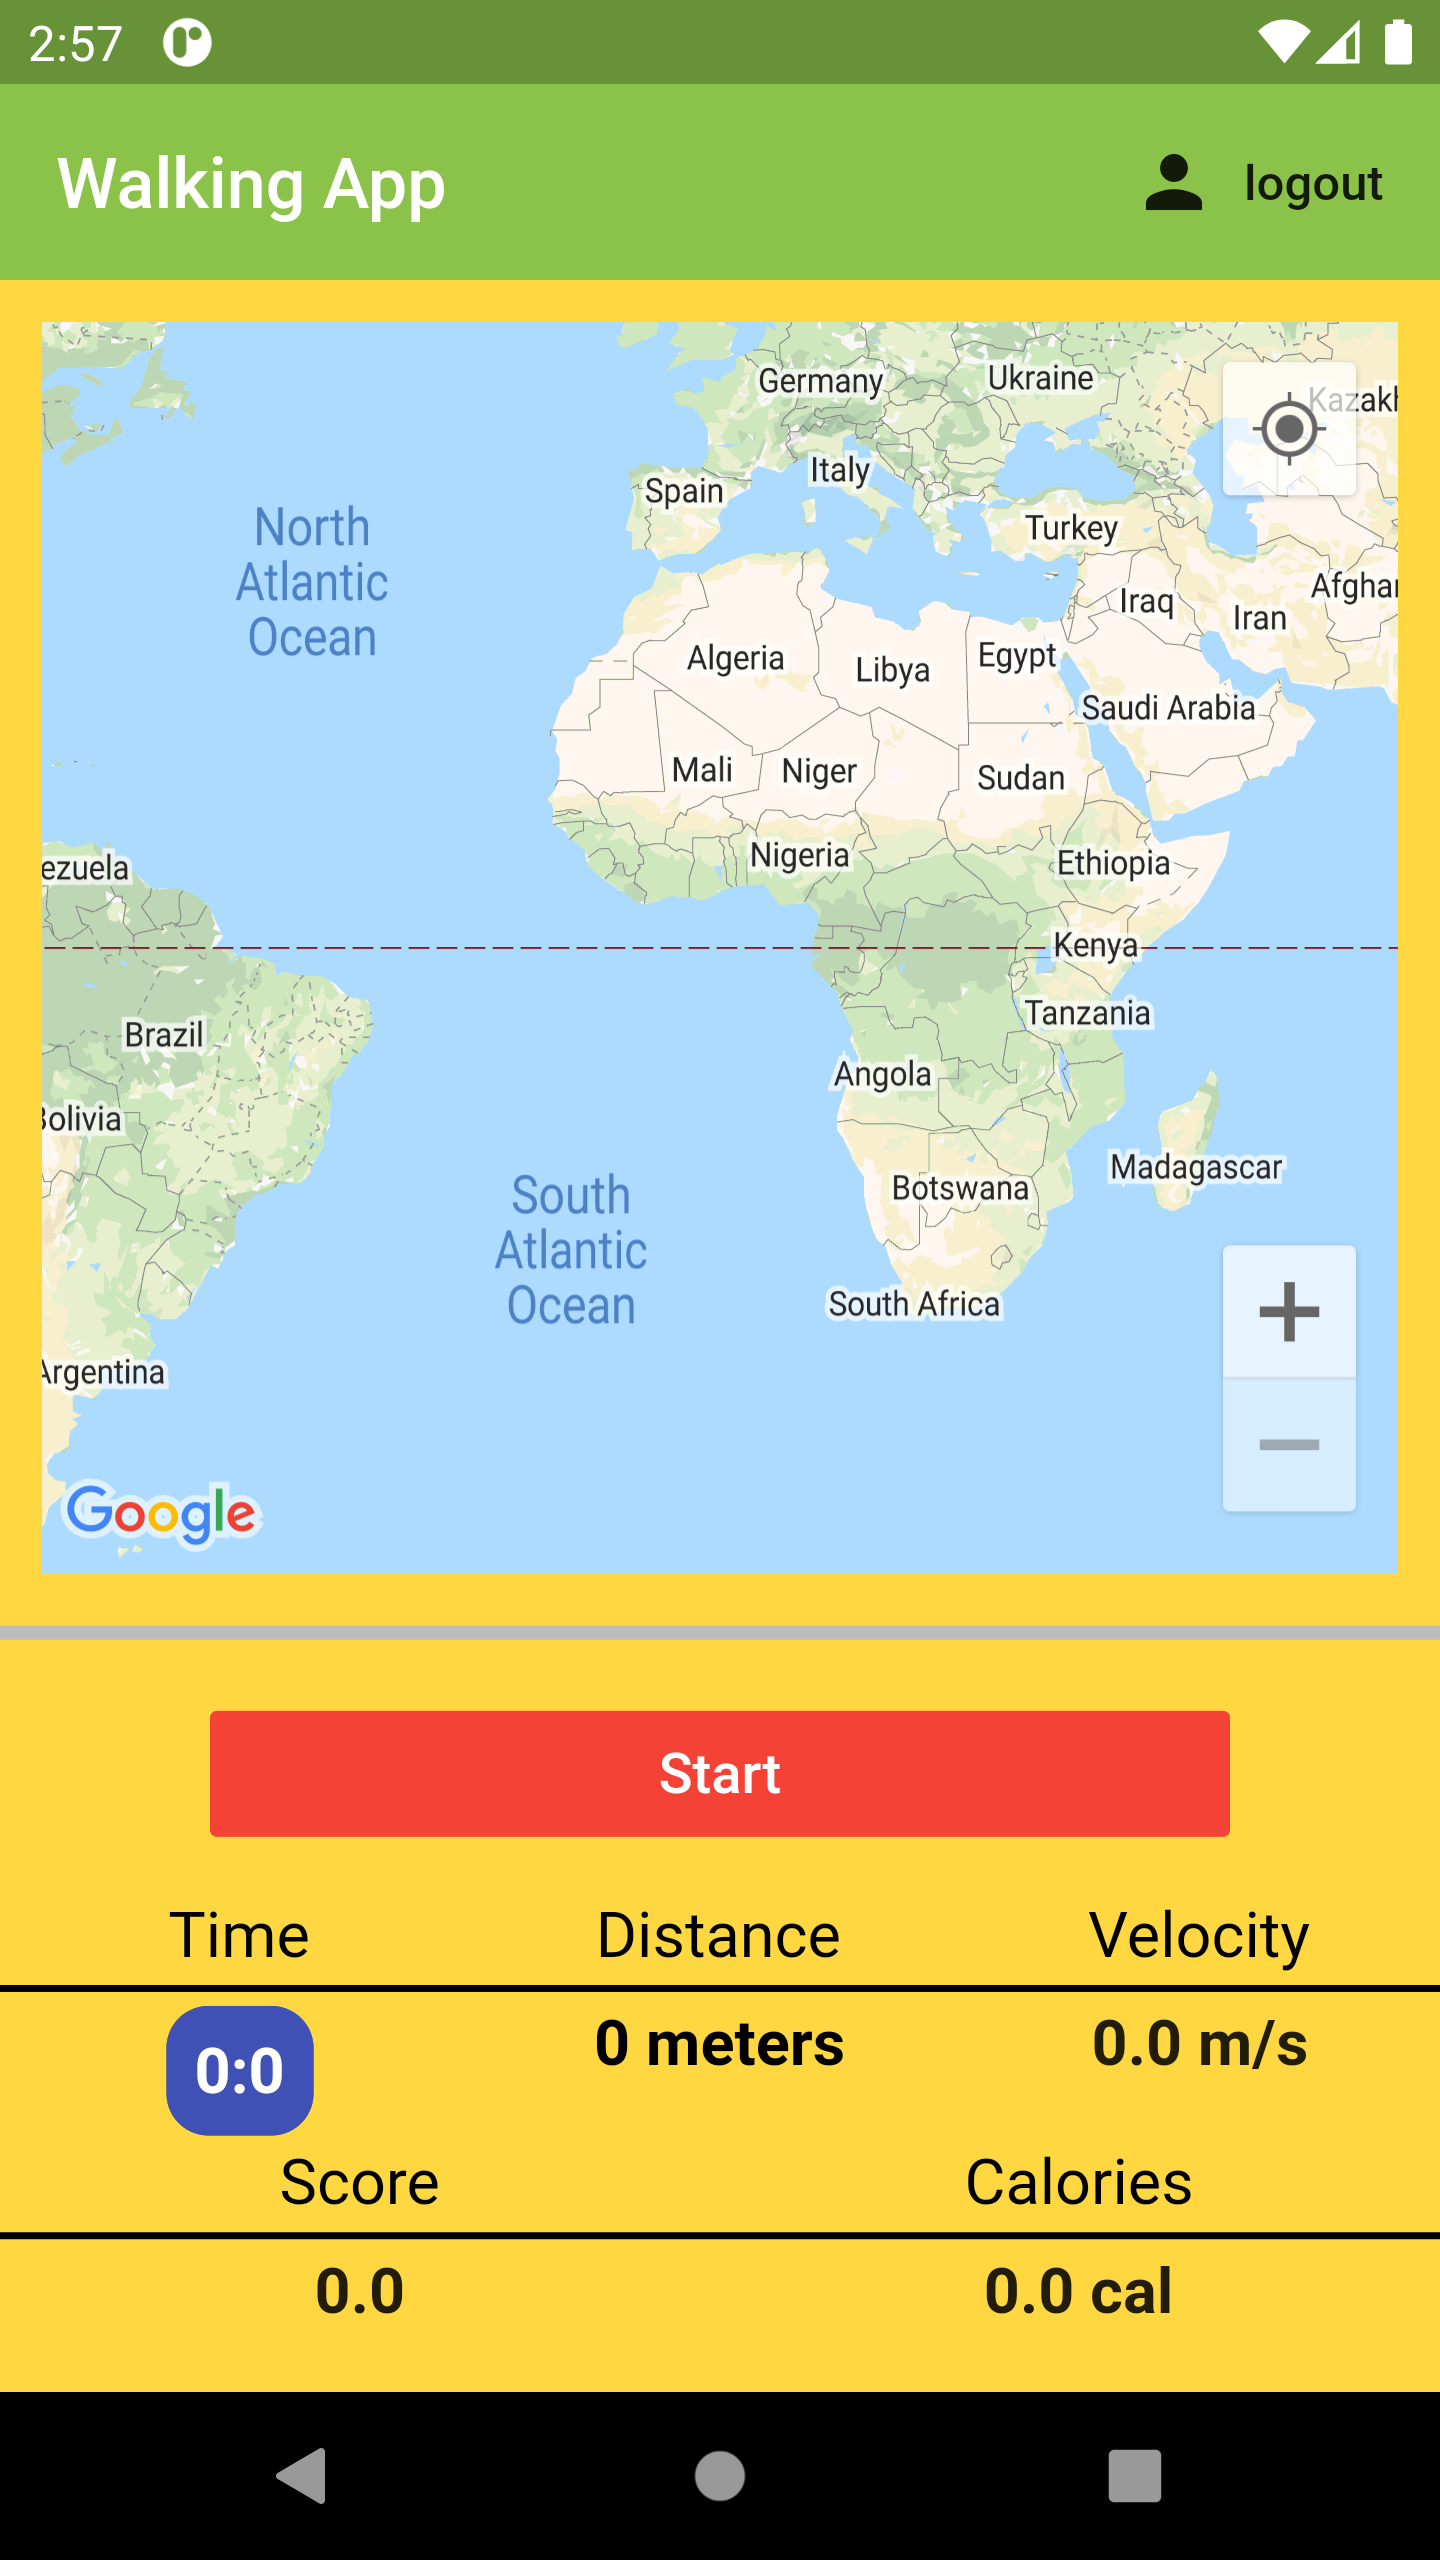 2:57
Walking App
logout
Germany
Ukraine
Kazakh
Italy
Spain
North
Atlantic
Ocean
Turkey
Afghan
Iraq
Iran
Algeria
Libya
Egypt
Saudi Arabia
Mali
Niger
Sudan
Nigeria
Ethiopia
ezuela
Kenya
Tanzania
Brazil
Angola
Bolivia
Madagascar
Botswana
South
Atlantic
Ocean
South Africa
Argentina
Google
Start
Time Distance Velocity
0:0 0 meters 0.0 m/s
Score Calories
0.0 0.0 cal